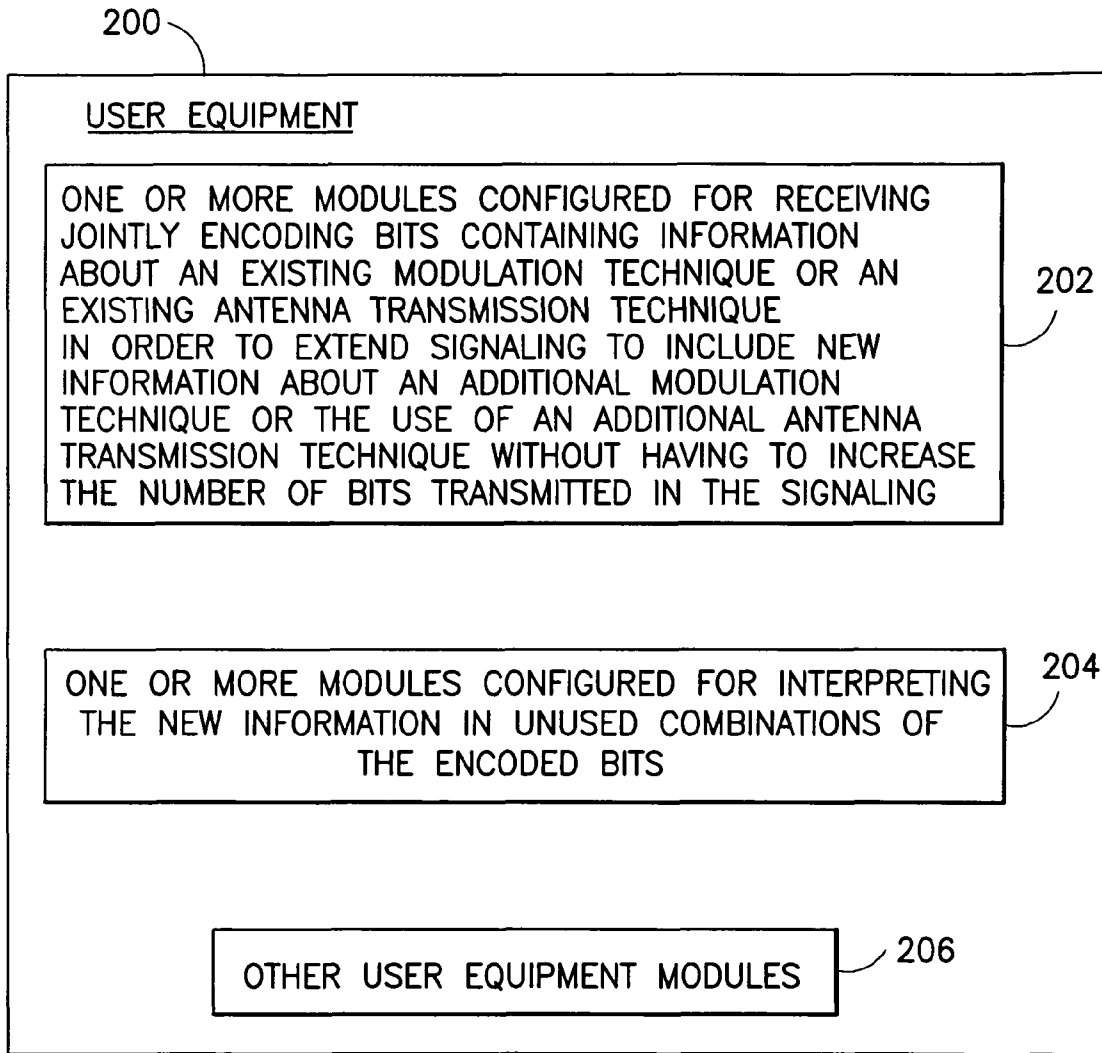 200
USER EQUIPMENT
ONE OR MORE MODULES CONFIGURED FOR RECEIVING
JOINTLY ENCODING BITS CONTAINING INFORMATION
ABOUT AN EXISTING MODULATION TECHNIQUE OR AN
EXISTING ANTENNA TRANSMISSION TECHNIQUE
IN ORDER TO EXTEND SIGNALING TO INCLUDE NEW
INFORMATION ABOUT AN ADDITIONAL MODULATION
TECHNIQUE OR THE USE OF AN ADDITIONAL ANTENNA
TRANSMISSION TECHNIQUE WITHOUT HAVING TO INCREASE
THE NUMBER OF BITS TRANSMITTED IN THE SIGNALING
202
ONE OR MORE MODULES CONFIGURED FOR INTERPRETING
THE NEW INFORMATION IN UNUSED COMBINATIONS OF
THE ENCODED BITS
204
OTHER USER EQUIPMENT MODULES
206